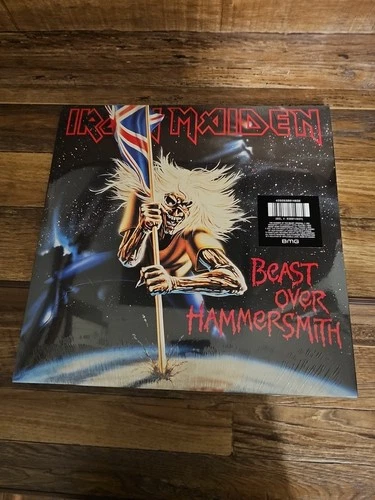 IRON MAIDEN
BMG
BEAST
OVER
HAMMERSMITH